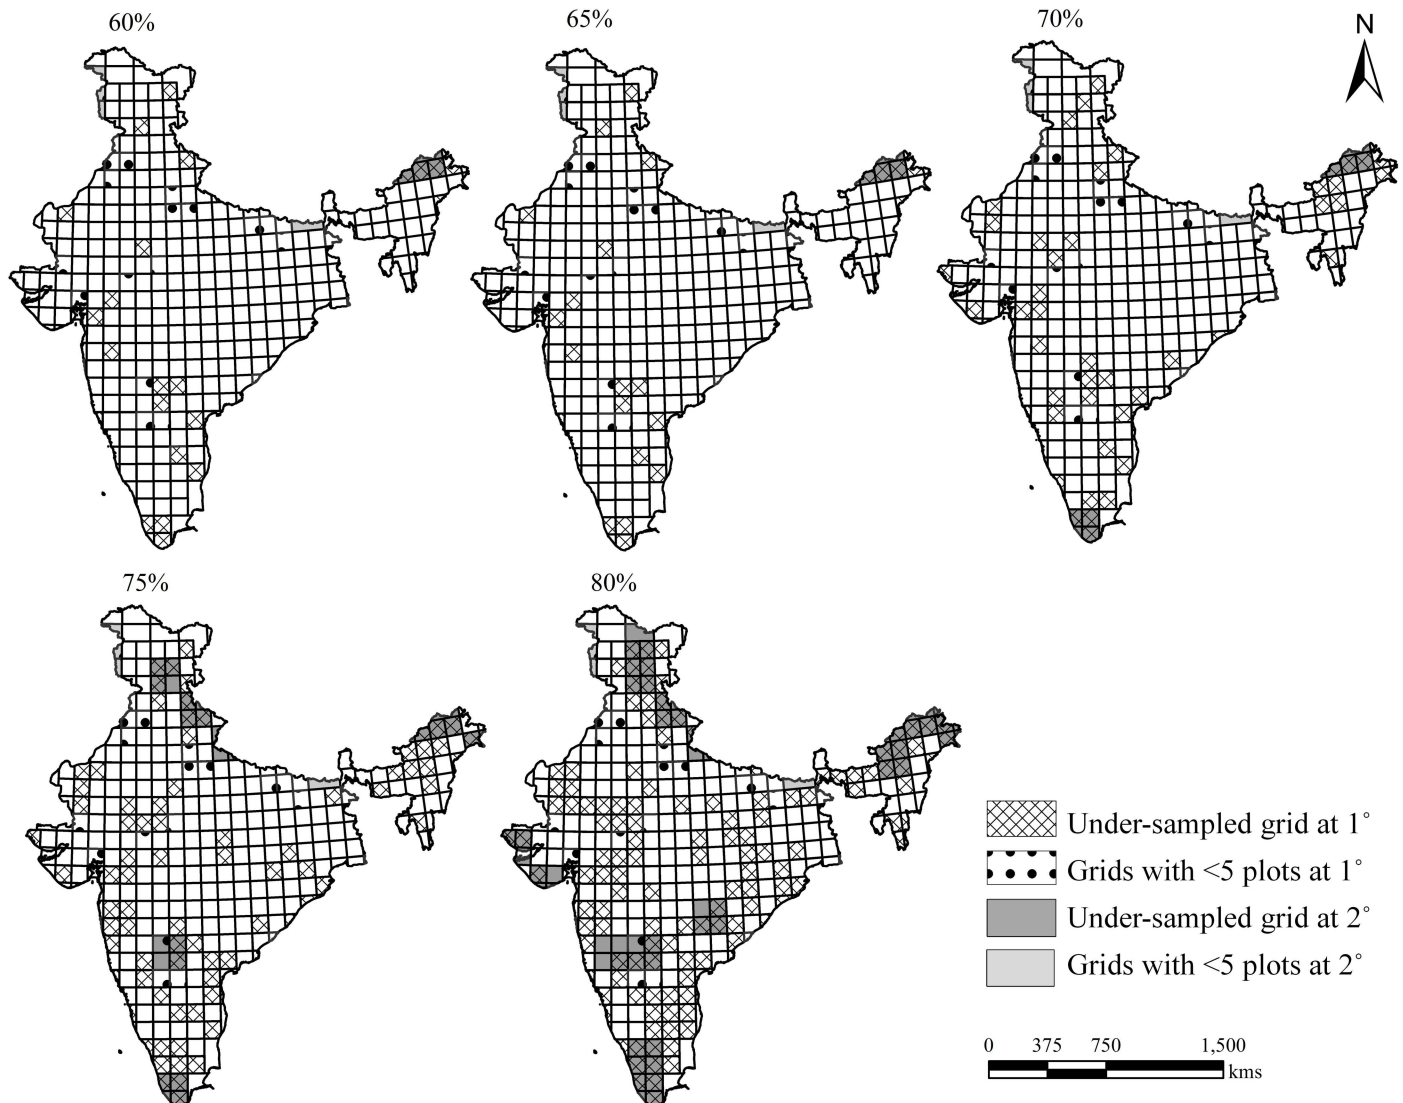 60%
65%
70%
N
75%
80%
Under-sampled grid at 1°
Grids with <5 plots at 1°
Under-sampled grid at 2°
Grids with <5 plots at 2°
0 375 750 1,500
kms